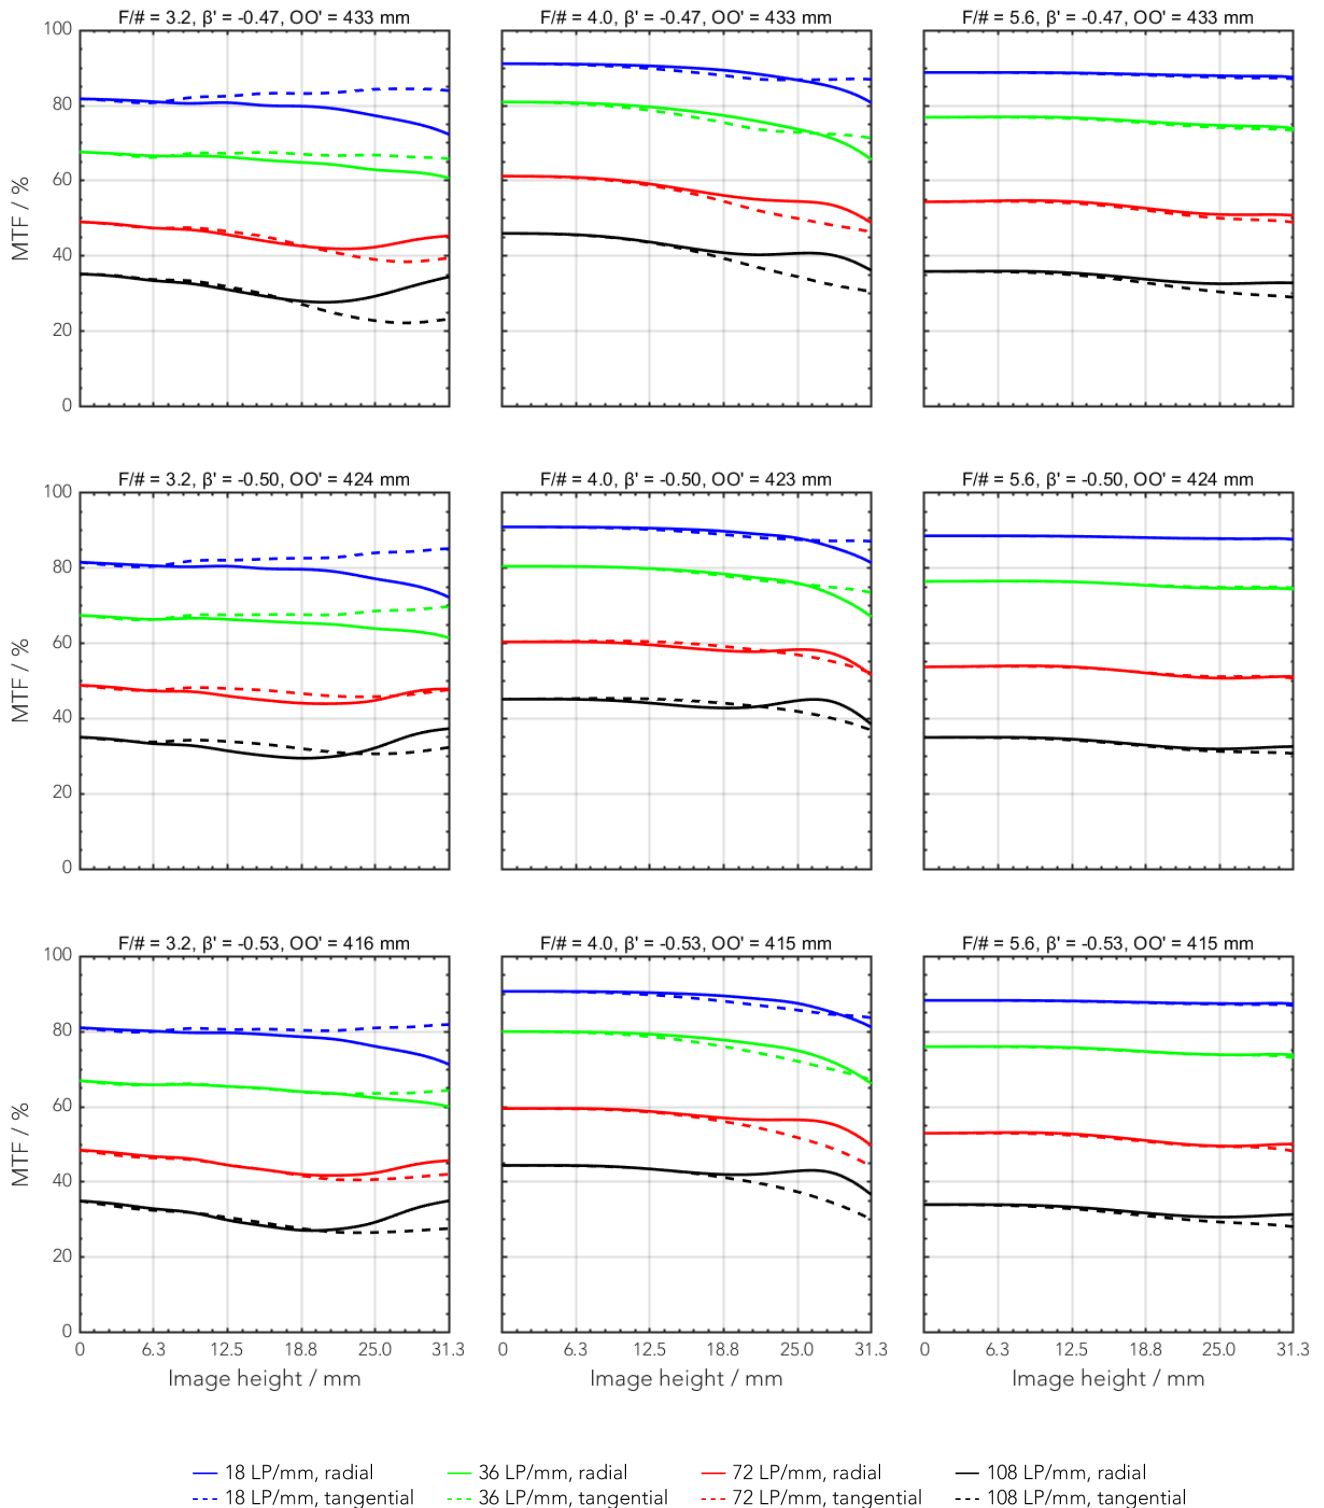 F/# = 3.2, β' = -0.47, OO' = 433 mm
F/# = 4.0, β' = -0.47, OO' = 433 mm
F/# = 5.6, β' = -0.47, OO' = 433 mm
100
80
60
40
20
0
MTF / %
F/# = 3.2, β' = -0.50, OO' = 424 mm
F/# = 4.0, β' = -0.50, OO' = 423 mm
F/# = 5.6, β' = -0.50, OO' = 424 mm
100
80
60
40
20
0
MTF / %
F/# = 3.2, β' = -0.53, OO' = 416 mm
F/# = 4.0, β' = -0.53, OO' = 415 mm
F/# = 5.6, β' = -0.53, OO' = 415 mm
100
80
60
40
20
0
MTF / %
0 6.3 12.5 18.8 25.0 31.3
0 6.3 12.5 18.8 25.0 31.3
0 6.3 12.5 18.8 25.0 31.3
Image height / mm
Image height / mm
Image height / mm
18 LP/mm, radial
36 LP/mm, radial
72 LP/mm, radial
108 LP/mm, radial
18 LP/mm, tangential
36 LP/mm, tangential
72 LP/mm, tangential
108 LP/mm, tangential